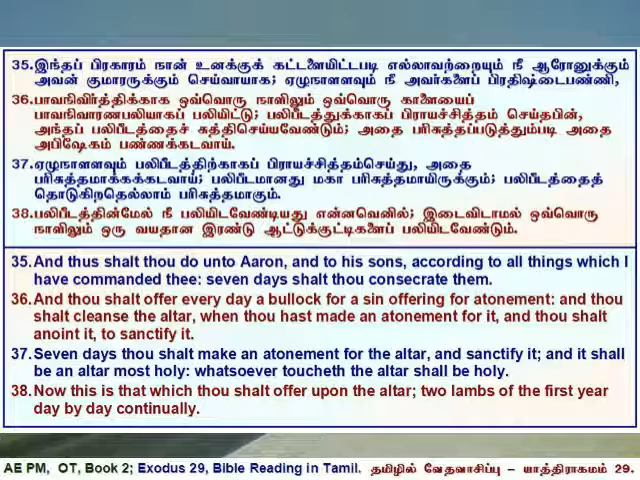 35.இந்தப் பிரகாரம் நான் உனக்குக் கட்டளையிட்டபடி எல்லாவற்றையும் நீ ஆரோனுக்கும்
அவன் குமாரருக்கும் செய்வாயாக; ஏழுநாளளவும் நீ அவர்களைப் பிரதிஷ்டைபண்ணி,
36.பாவநிவிர்த்திக்காக ஒவ்வொரு நாளிலும் ஒவ்வொரு காளையைப்
பாவநிவாரணபலியாகப் பலியிட்டு; பலிபீடத்துக்காகப் பிராயச்சித்தம் செய்தபின்,
அந்தப் பலிபீடத்தைச் சுத்திசெய்யவேண்டும்; அதை பரிசுத்தப்படுத்தும்படி அதை
அபிஷேகம் பண்ணக்கடவாய்.
37.ஏழுநாளளவும் பலிபீடத்திற்காகப் பிராயச்சித்தம்செய்து, அதை
பரிசுத்தமாக்கக்கடவாய்; பலிபீடமானது மகா பரிசுத்தமாயிருக்கும்; பலிபீடத்தைத்
தொடுகிறதெல்லாம் பரிசுத்தமாகும்.
38.பலிபீடத்தின்மேல் நீ பலியிடவேண்டியது என்னவெனில்; இடைவிடாமல் ஒவ்வொரு
நாளிலும் ஒரு வயதான இரண்டு ஆட்டுக்குட்டிகளைப் பலியிடவேண்டும்.
35.And thus shalt thou do unto Aaron, and to his sons, according to all things which I
have commanded thee: seven days shalt thou consecrate them.
36.And thou shalt offer every day a bullock for a sin offering for atonement: and thou
shalt cleanse the altar, when thou hast made an atonement for it, and thou shalt
anoint it, to sanctify it.
37.Seven days thou shalt make an atonement for the altar, and sanctify it; and it shall
be an altar most holy: whatsoever toucheth the altar shall be holy.
38.Now this is that which thou shalt offer upon the altar; two lambs of the first year
day by day continually.
AE PM, OT, Book 2; Exodus 29, Bible Reading in Tamil. தமிழில் வேதவாசிப்பு – யாத்திராகமம் 29.